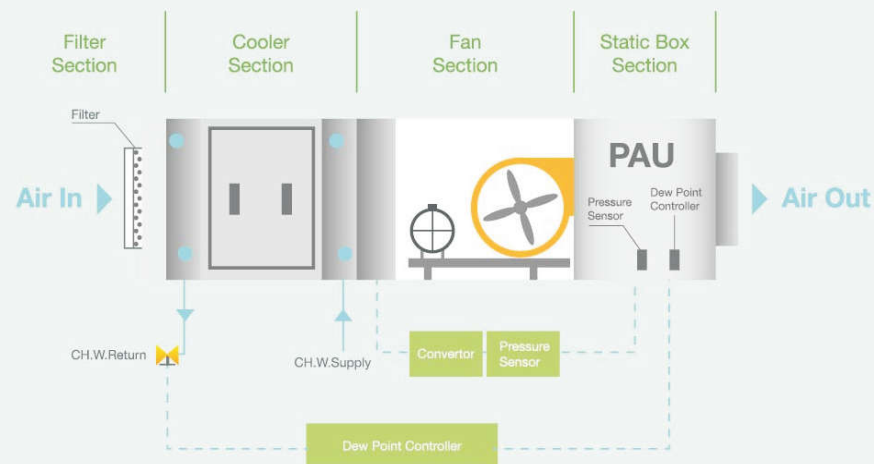 Filter
Section
Cooler
Section
Fan
Section
Static Box
Section
Filter
PAU
Pressure
Sensor
Dew Point
Controller
Air In
Air Out
CH.W.Return
CH.W.Supply
Convertor
Pressure
Sensor
Dew Point Controller